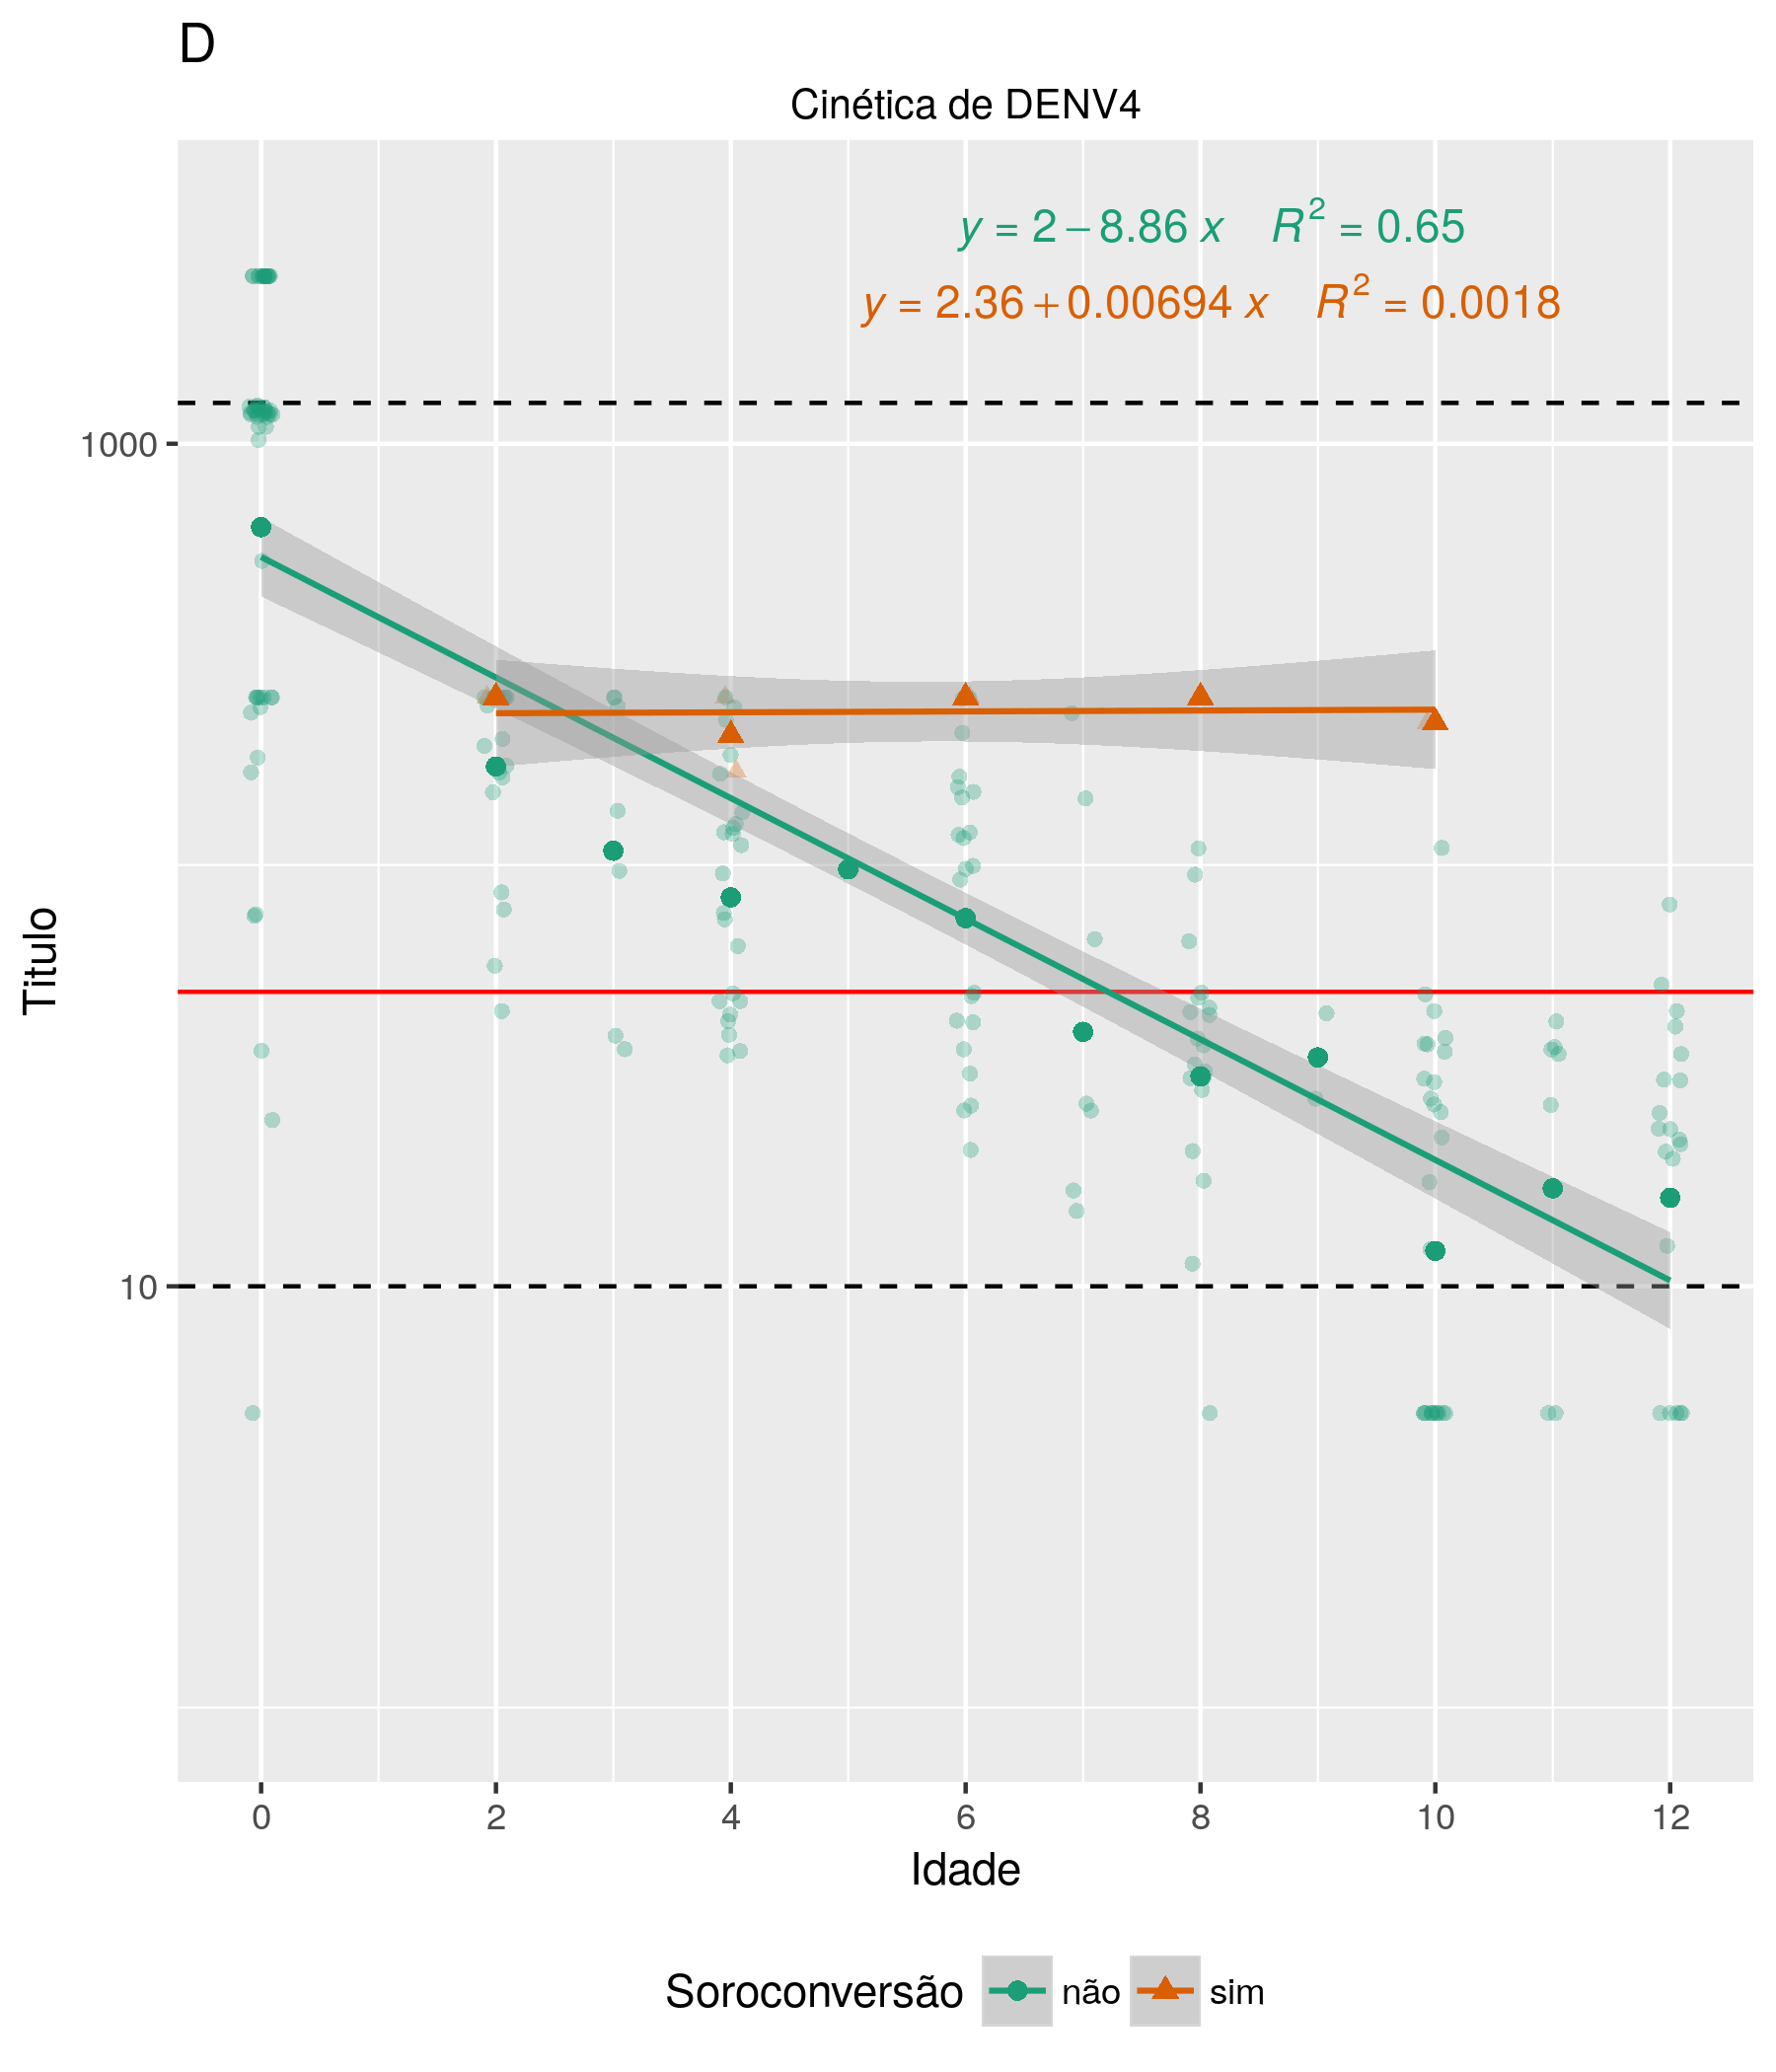 D
Cinética de DENV4
y = 2 − 8.86 x R² = 0.65
y = 2.36 + 0.00694 x R² = 0.0018
1000
10
Titulo
0 2 4 6 8 10 12
Idade
Soroconversão não sim